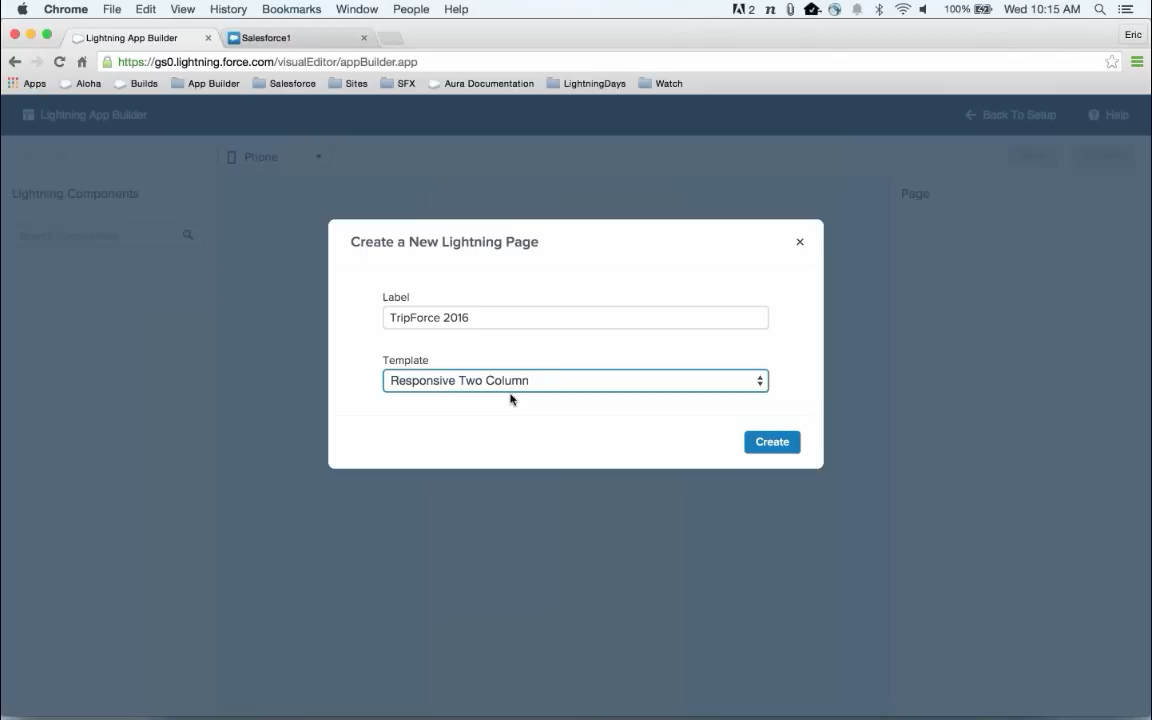 Chrome File Edit View History Bookmarks Window People Help 2 100% Wed 10:15 AM
Lightning App Builder Salesforce1 Eric
https://gs0.lightning.force.com/visualEditor/appBuilder.app
Apps Aloha Builds App Builder Salesforce Sites SFX Aura Documentation LightningDays Watch
Lightning App Builder Back To Setup Help
Phone
Lightning Components Page
Create a New Lightning Page
Label
TripForce 2016
Template
Responsive Two Column
Create